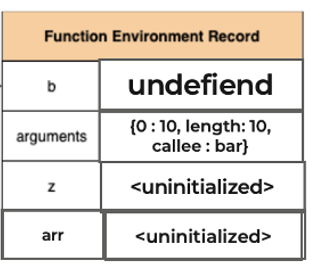 Function Environment Record
b
undefiend
arguments
{0 : 10, length: 10,
callee : bar}
z
<uninitialized>
arr
<uninitialized>